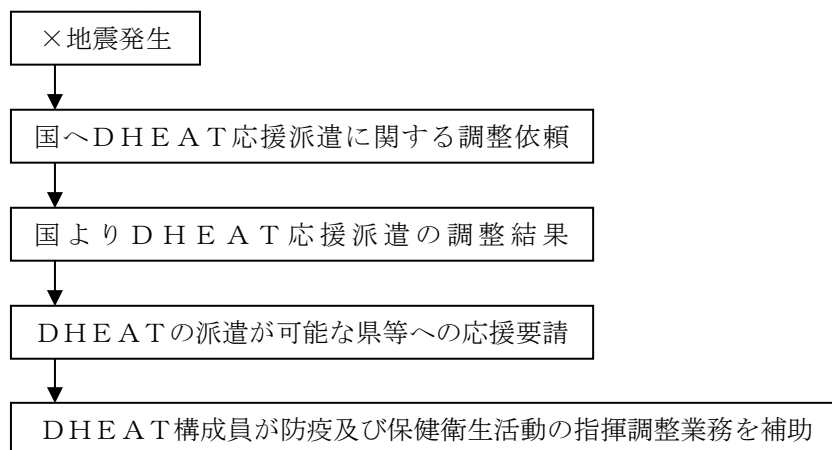 ×地震発生
国へDHEAT応援派遣に関する調整依頼
国よりDHEAT応援派遣の調整結果
DHEATの派遣が可能な県等への応援要請
DHEAT構成員が防疫及び保健衛生活動の指揮調整業務を補助